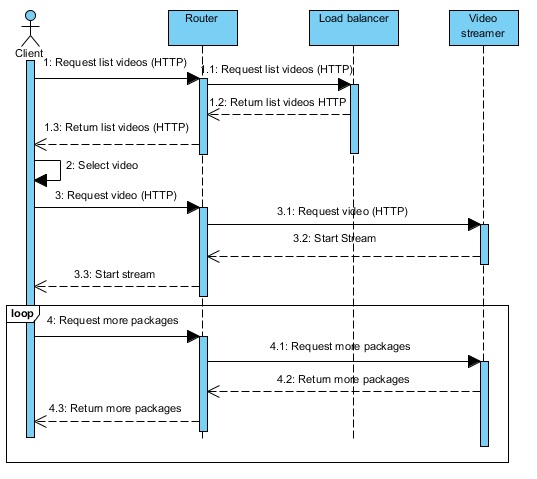 Router
Load balancer
Video
streamer
Client
1: Request list videos (HTTP)
1.1: Request list videos (HTTP)
1.2: Return list videos HTTP
1.3: Return list videos (HTTP)
2: Select video
3: Request video (HTTP)
3.1: Request video (HTTP)
3.2: Start Stream
3.3: Start stream
loop
4: Request more packages
4.1: Request more packages
4.2: Return more packages
4.3: Return more packages